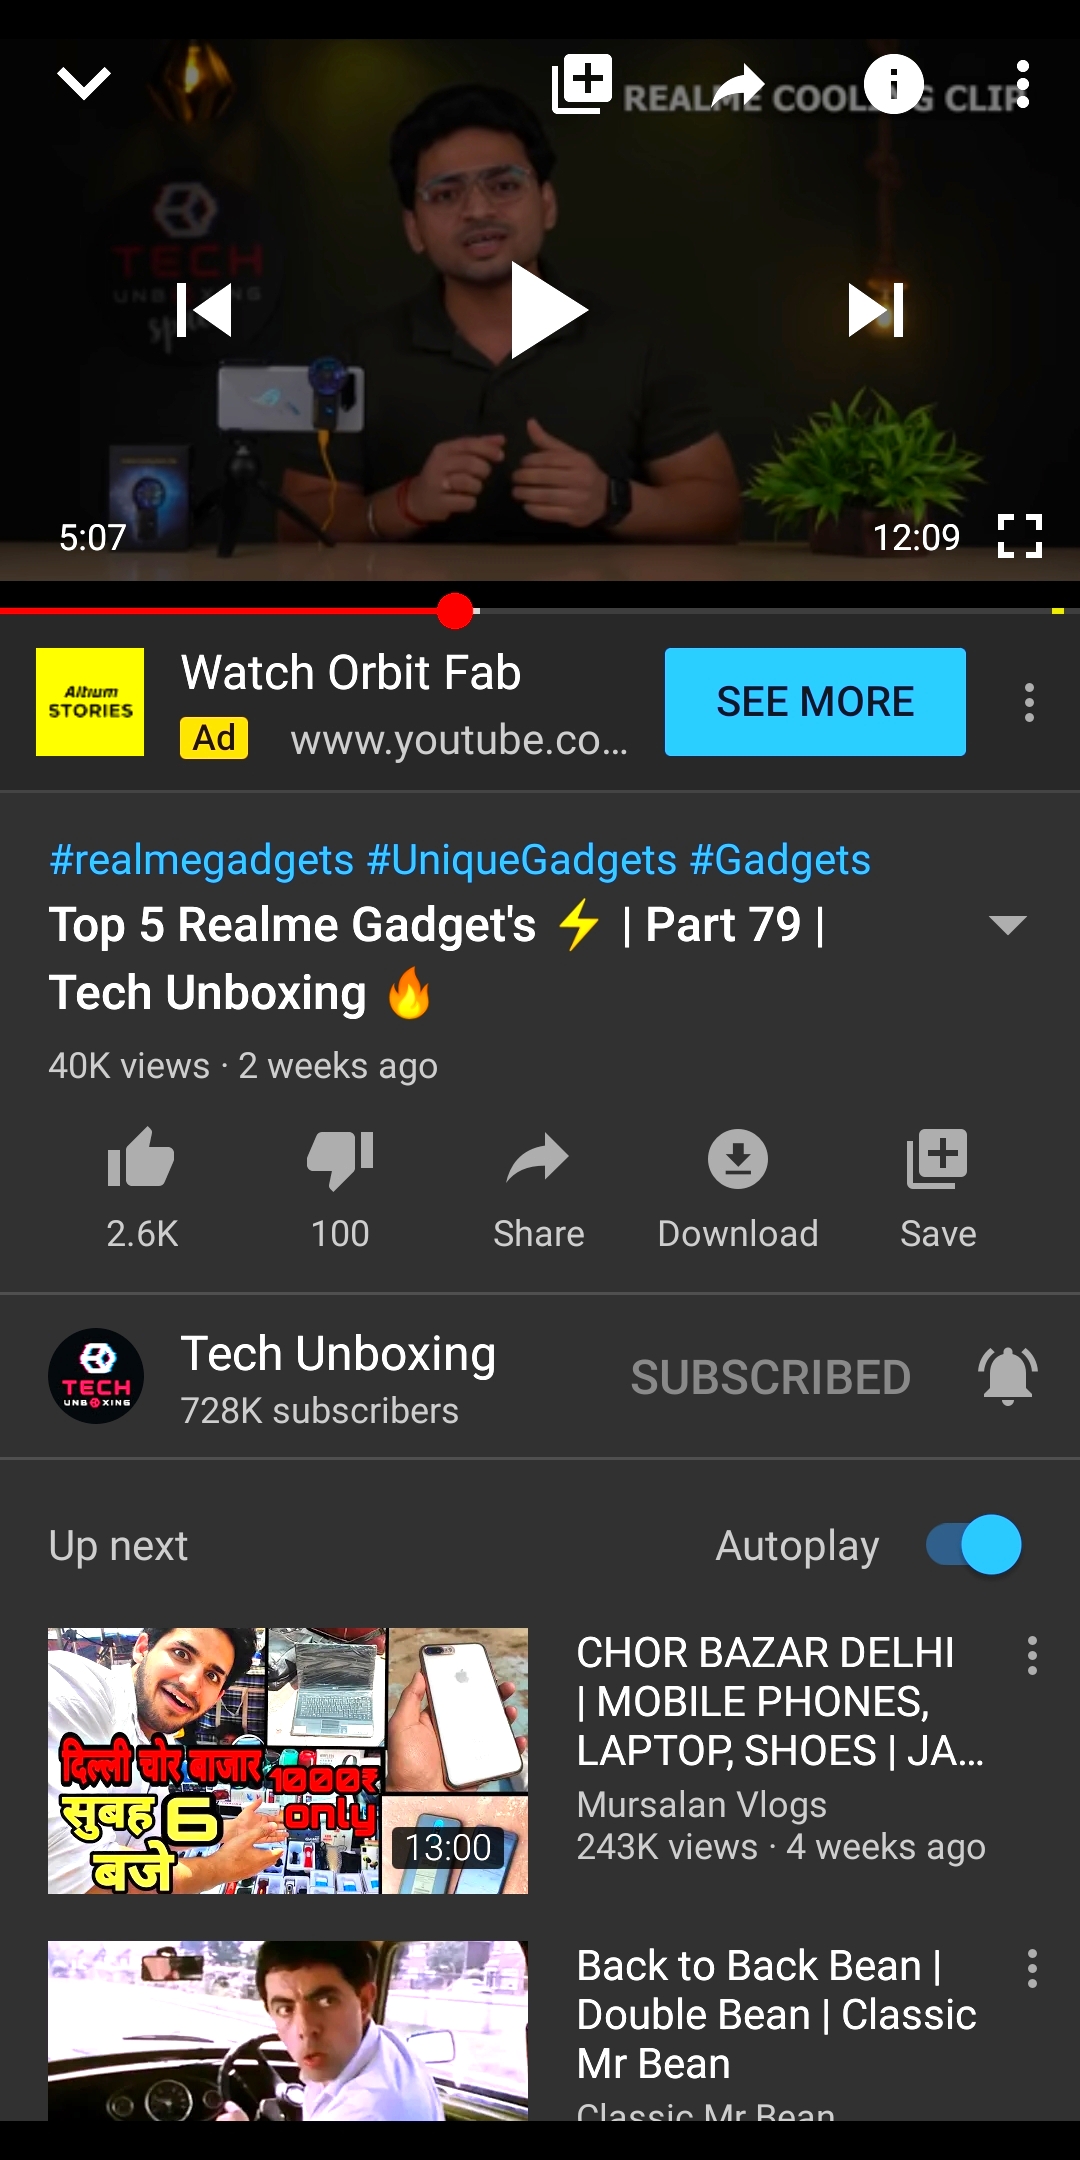 REALME COOLING CLIP
TECH
UNBOXING
5:07
12:09
Altium
STORIES
Watch Orbit Fab
Ad www.youtube.co...
SEE MORE
#realmegadgets #UniqueGadgets #Gadgets
Top 5 Realme Gadget's ⚡ | Part 79 |
Tech Unboxing 🔥
40K views · 2 weeks ago
2.6K
100
Share
Download
Save
TECH
UNBOXING
Tech Unboxing
728K subscribers
SUBSCRIBED
Up next
Autoplay
दिल्ली चोर बाजार
सुबह 6
बजे
1000₹
only
13:00
CHOR BAZAR DELHI
| MOBILE PHONES,
LAPTOP, SHOES | JA...
Mursalan Vlogs
243K views · 4 weeks ago
Back to Back Bean |
Double Bean | Classic
Mr Bean
Classic Mr Bean